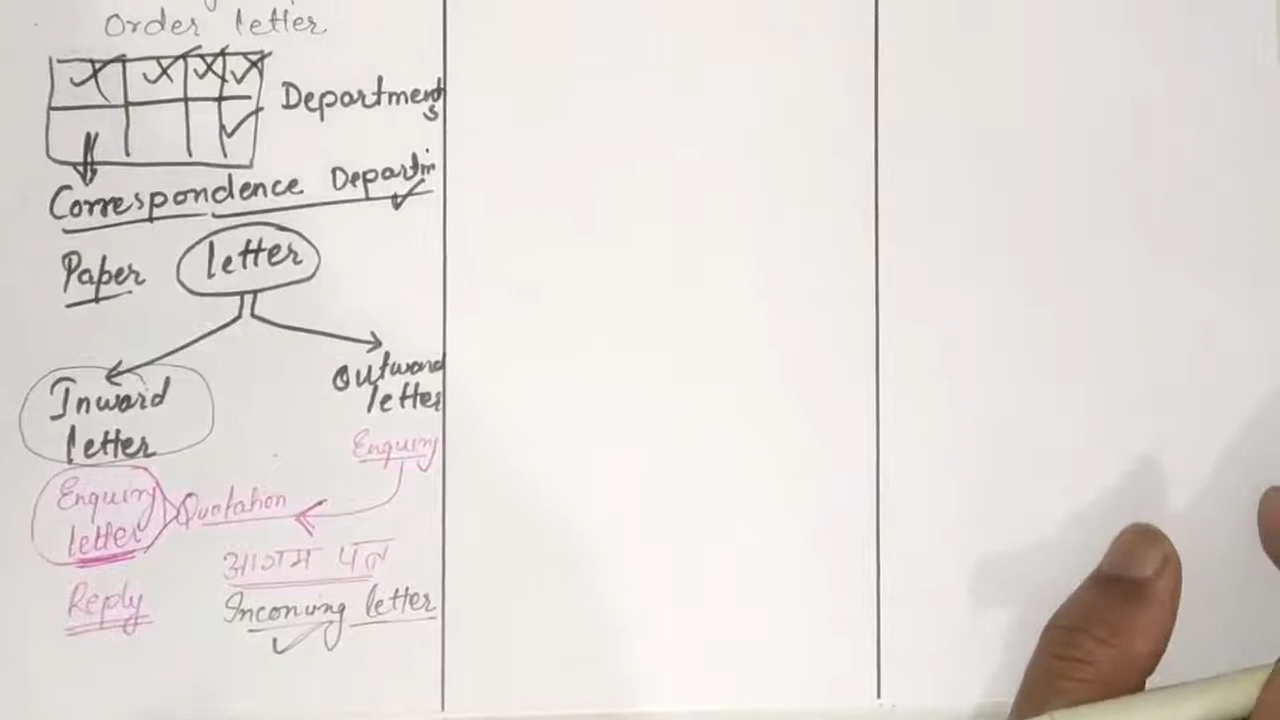 Order letter
Departments
Correspondence Departm
Paper
letter
Inward
letter
Outward
letter
Enquiry
Enquiry
letter
Quotation
आगम पत्र
Reply
Incoming letter